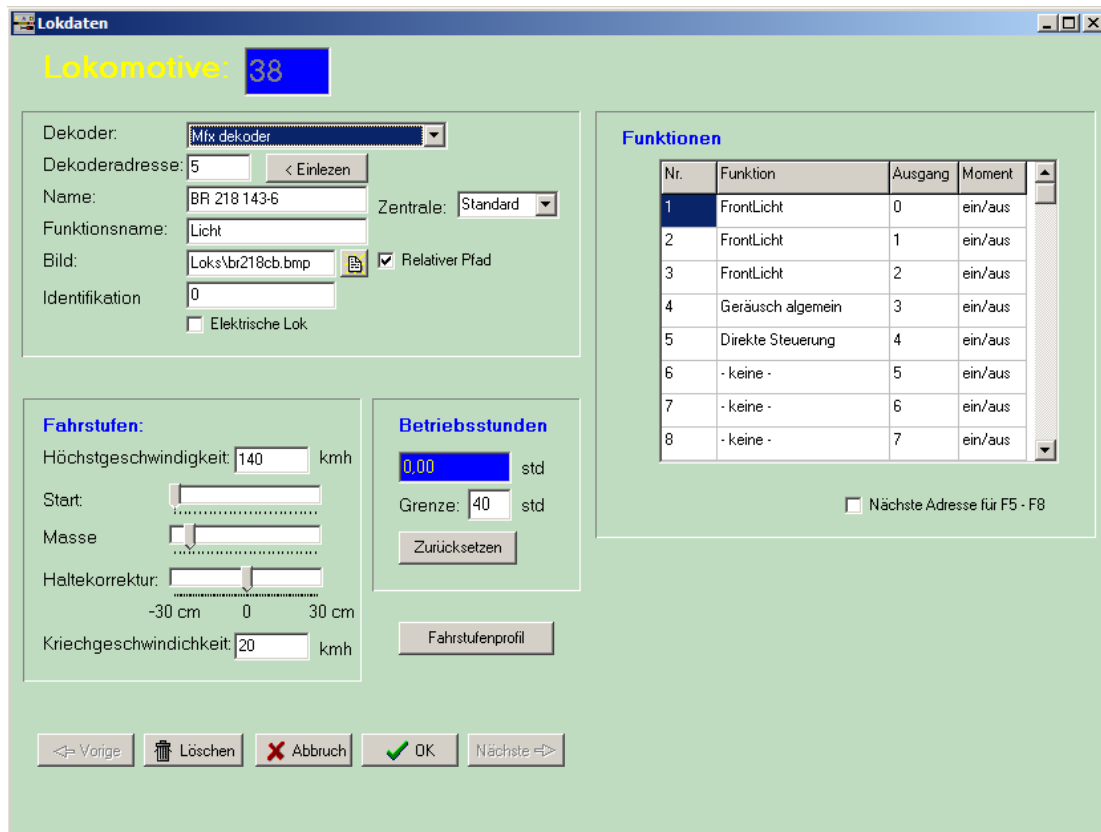 Lokdaten
Lokomotive: 38
Dekoder: Mfx dekoder
Dekoderadresse: 5 < Einlezen
Name: BR 218 143-6 Zentrale: Standard
Funktionsname: Licht
Bild: Loks\br218cb.bmp Relativer Pfad
Identifikation 0
Elektrische Lok
Funktionen
Nr. Funktion Ausgang Moment
1 FrontLicht 0 ein/aus
2 FrontLicht 1 ein/aus
3 FrontLicht 2 ein/aus
4 Geräusch algemein 3 ein/aus
5 Direkte Steuerung 4 ein/aus
6 - keine - 5 ein/aus
7 - keine - 6 ein/aus
8 - keine - 7 ein/aus
Nächste Adresse für F5 - F8
Fahrstufen:
Höchstgeschwindigkeit: 140 kmh
Start:
Masse
Haltekorrektur:
-30 cm 0 30 cm
Kriechgeschwindichkeit: 20 kmh
Betriebsstunden
0,00 std
Grenze: 40 std
Zurücksetzen
Fahrstufenprofil
Vorige Löschen Abbruch OK Nächste